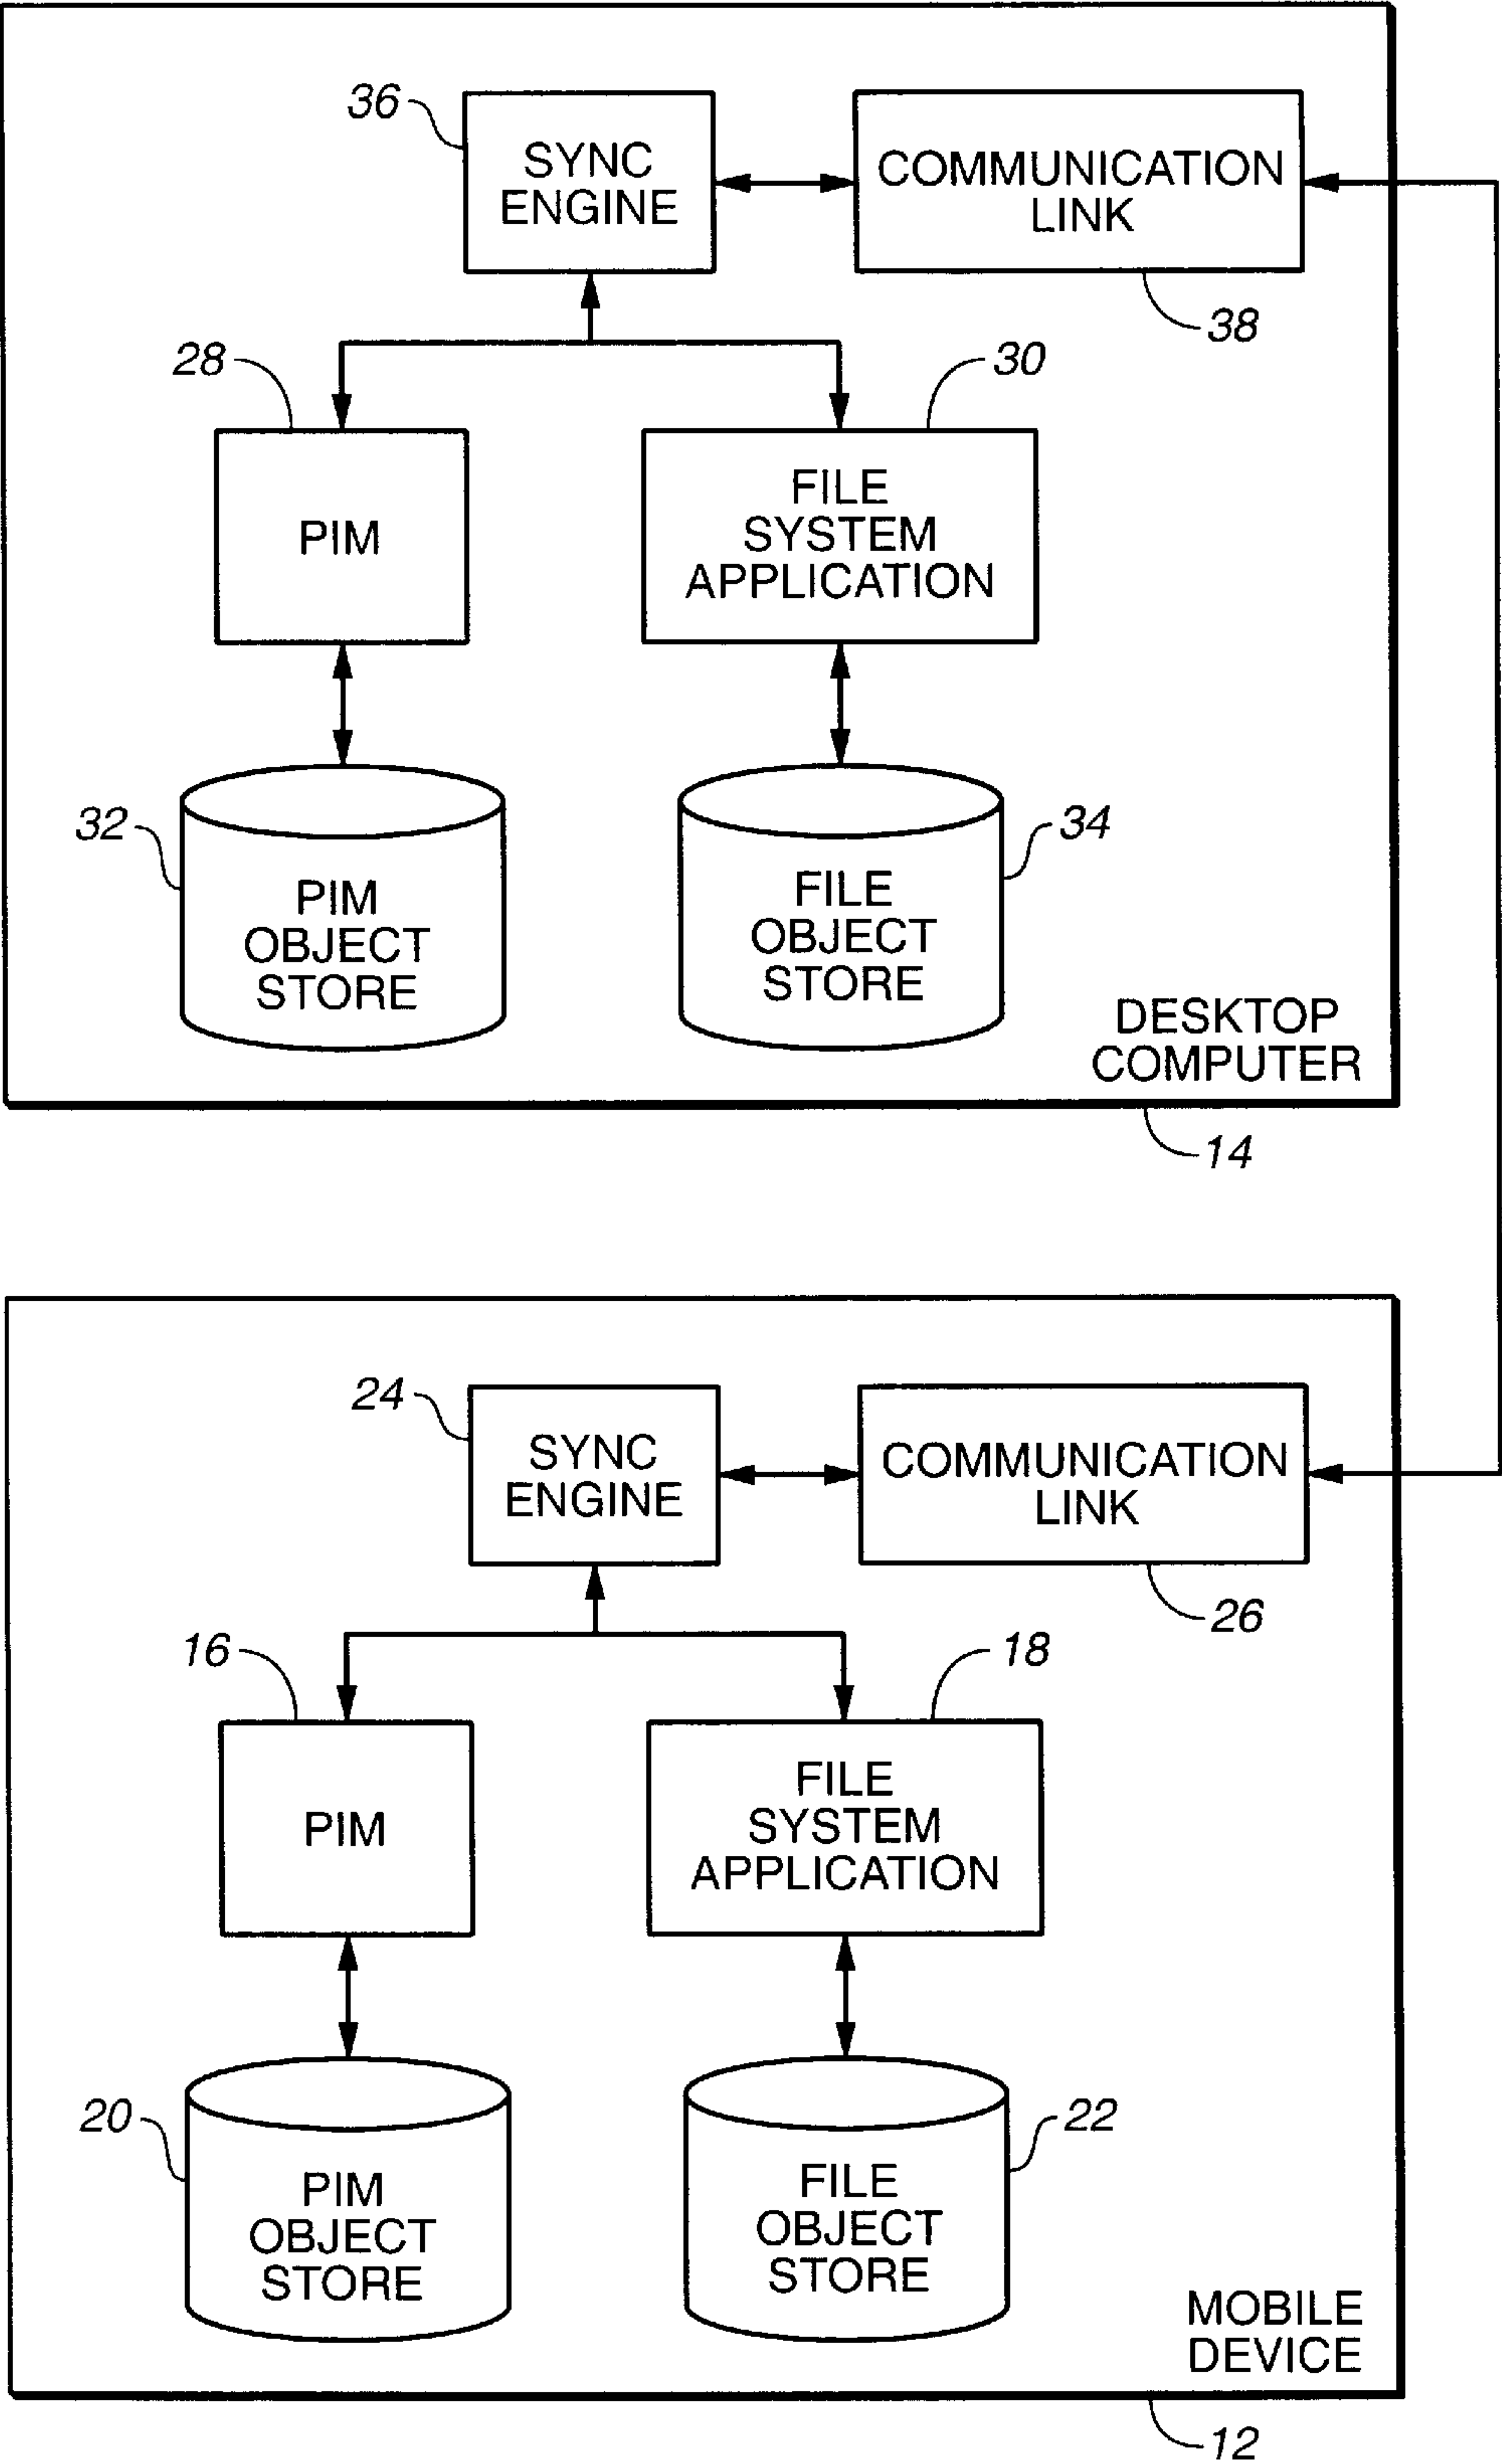 36
SYNC
ENGINE
COMMUNICATION
LINK
38
28
30
PIM
FILE
SYSTEM
APPLICATION
32
34
PIM
OBJECT
STORE
FILE
OBJECT
STORE
DESKTOP
COMPUTER
14
24
SYNC
ENGINE
COMMUNICATION
LINK
26
16
18
PIM
FILE
SYSTEM
APPLICATION
20
22
PIM
OBJECT
STORE
FILE
OBJECT
STORE
MOBILE
DEVICE
12